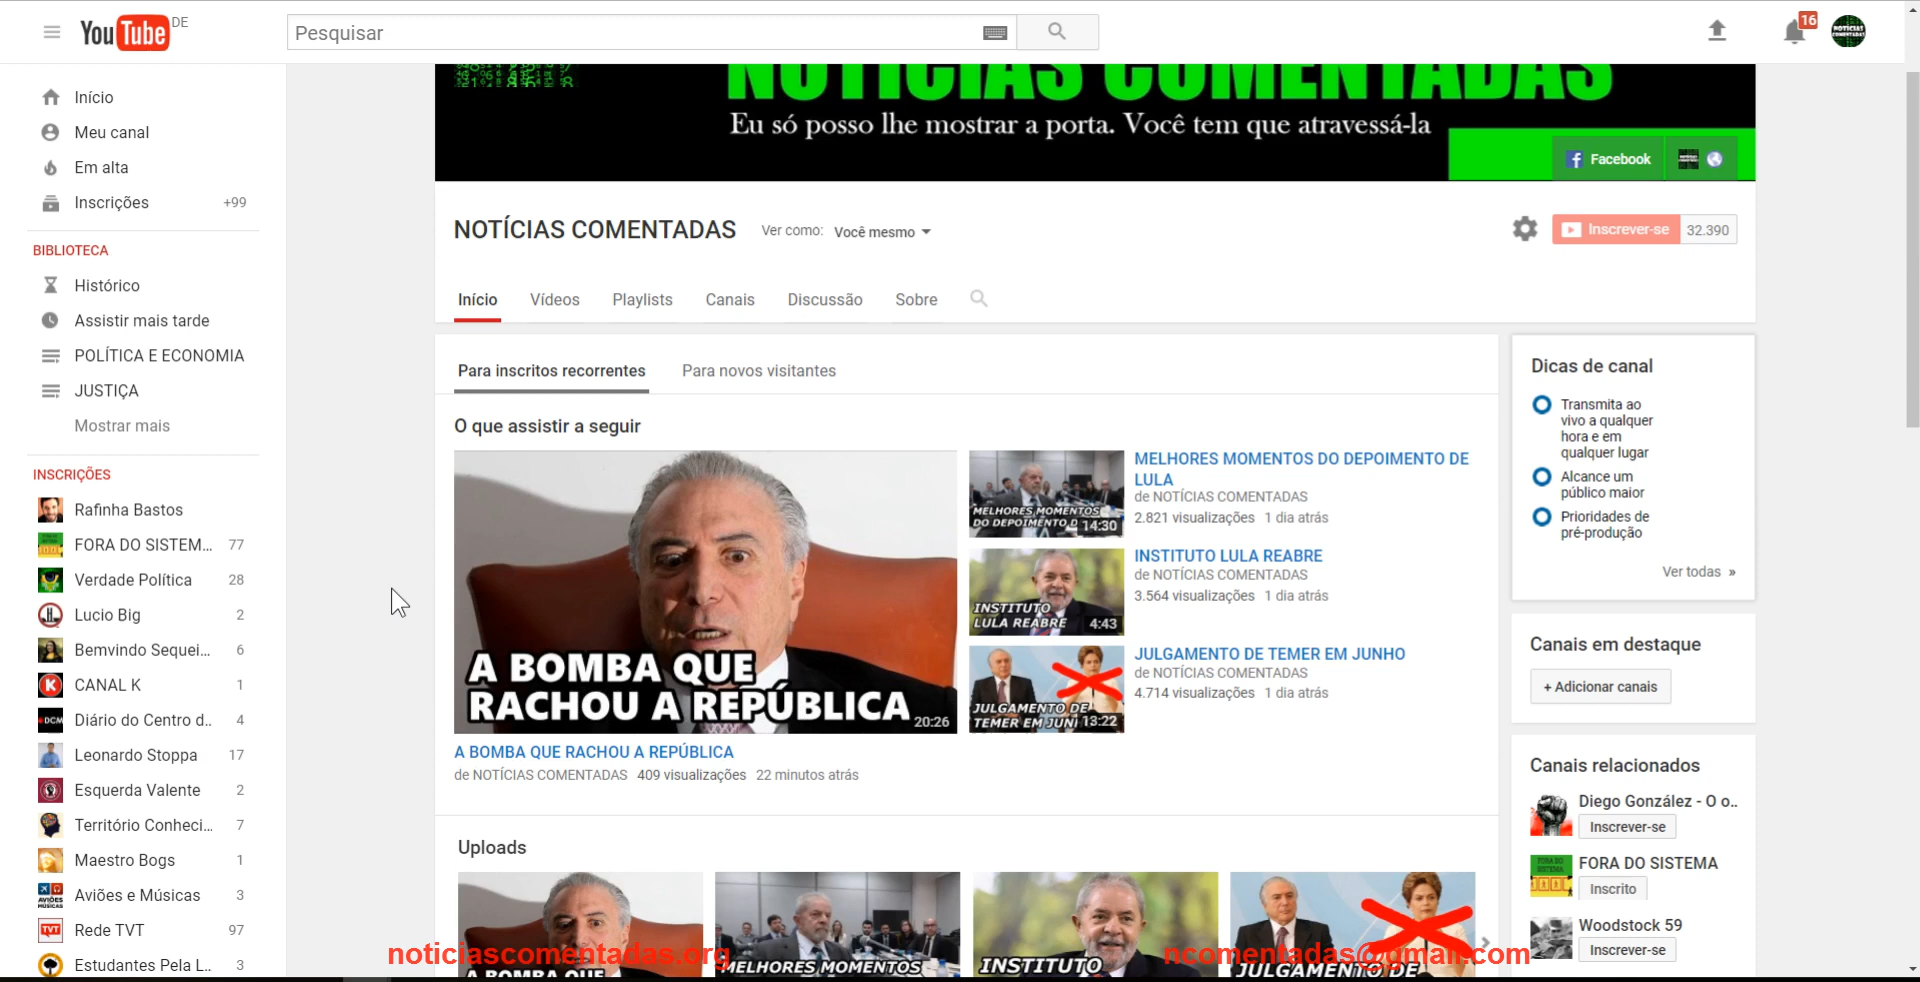 YouTube DE
Pesquisar
16
NOTÍCIAS COMENTADAS
Eu só posso lhe mostrar a porta. Você tem que atravessá-la
Facebook
Início
Meu canal
Em alta
Inscrições +99
BIBLIOTECA
Histórico
Assistir mais tarde
POLÍTICA E ECONOMIA
JUSTIÇA
Mostrar mais
INSCRIÇÕES
Rafinha Bastos
FORA DO SISTEM... 77
Verdade Política 28
Lucio Big 2
Bemvindo Sequei... 6
CANAL K 1
Diário do Centro d.. 4
Leonardo Stoppa 17
Esquerda Valente 2
Território Conheci... 7
Maestro Bogs 1
Aviões e Músicas 3
Rede TVT 97
Estudantes Pela L... 3
NOTÍCIAS COMENTADAS Ver como: Você mesmo
Inscrever-se 32.390
Início Vídeos Playlists Canais Discussão Sobre
Para inscritos recorrentes Para novos visitantes
O que assistir a seguir
A BOMBA QUE
RACHOU A REPÚBLICA
20:26
A BOMBA QUE RACHOU A REPÚBLICA
de NOTÍCIAS COMENTADAS 409 visualizações 22 minutos atrás
MELHORES MOMENTOS
DO DEPOIMENTO D 14:30
MELHORES MOMENTOS DO DEPOIMENTO DE
LULA
de NOTÍCIAS COMENTADAS
2.821 visualizações 1 dia atrás
INSTITUTO
LULA REABRE 4:43
INSTITUTO LULA REABRE
de NOTÍCIAS COMENTADAS
3.564 visualizações 1 dia atrás
JULGAMENTO DE
TEMER EM JUNI 13:22
JULGAMENTO DE TEMER EM JUNHO
de NOTÍCIAS COMENTADAS
4.714 visualizações 1 dia atrás
Uploads
A BOMBA QUE
MELHORES MOMENTOS
INSTITUTO
JULGAMENTO DE
noticiascomentadas.org
ncomentadas@gmail.com
Dicas de canal
Transmita ao
vivo a qualquer
hora e em
qualquer lugar
Alcance um
público maior
Prioridades de
pré-produção
Ver todas »
Canais em destaque
+ Adicionar canais
Canais relacionados
Diego González - O o..
Inscrever-se
FORA DO SISTEMA
Inscrito
Woodstock 59
Inscrever-se